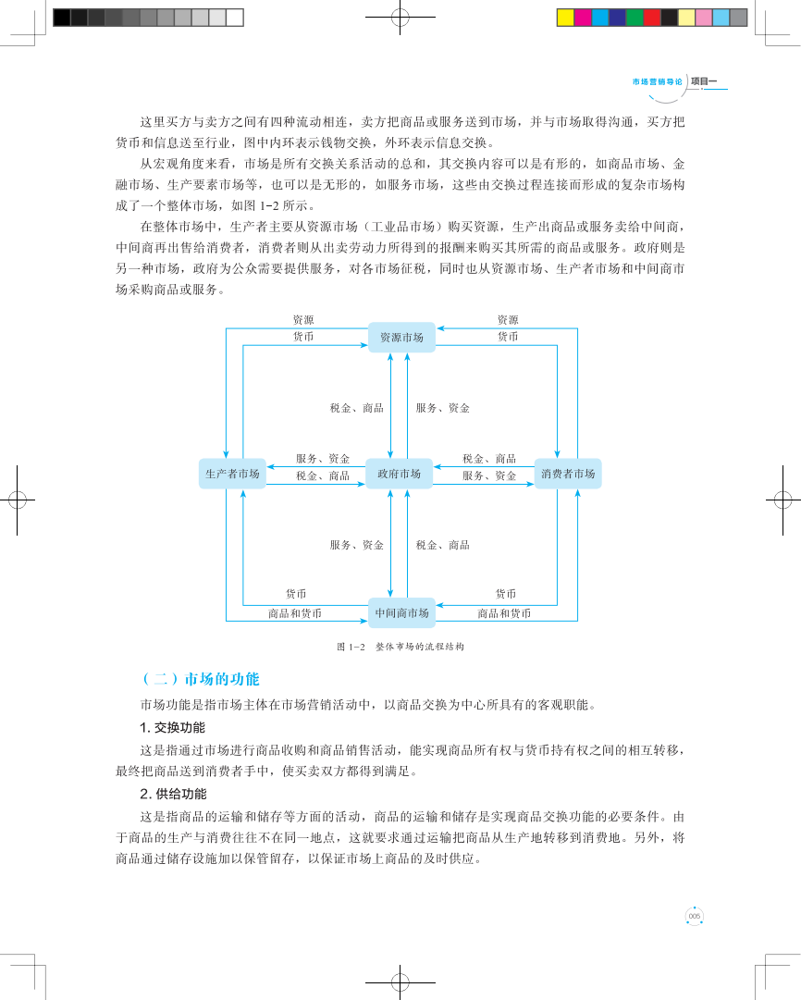 市场营销导论 项目一
这里买方与卖方之间有四种流动相连，卖方把商品或服务送到市场，并与市场取得沟通，买方把
货币和信息送至行业，图中内环表示钱物交换，外环表示信息交换。
从宏观角度来看，市场是所有交换关系活动的总和，其交换内容可以是有形的，如商品市场、金
融市场、生产要素市场等，也可以是无形的，如服务市场，这些由交换过程连接而形成的复杂市场构
成了一个整体市场，如图 1-2 所示。
在整体市场中，生产者主要从资源市场（工业品市场）购买资源，生产出商品或服务卖给中间商，
中间商再出售给消费者，消费者则从出卖劳动力所得到的报酬来购买其所需的商品或服务。政府则是
另一种市场，政府为公众需要提供服务，对各市场征税，同时也从资源市场、生产者市场和中间商市
场采购商品或服务。
资源 资源
货币 资源市场 货币
税金、商品 服务、资金
服务、资金 税金、商品
生产者市场 政府市场 消费者市场
税金、商品 服务、资金
服务、资金 税金、商品
货币 货币
商品和货币 中间商市场 商品和货币
图 1-2 整体市场的流程结构
（二）市场的功能
市场功能是指市场主体在市场营销活动中，以商品交换为中心所具有的客观职能。
1. 交换功能
这是指通过市场进行商品收购和商品销售活动，能实现商品所有权与货币持有权之间的相互转移，
最终把商品送到消费者手中，使买卖双方都得到满足。
2. 供给功能
这是指商品的运输和储存等方面的活动，商品的运输和储存是实现商品交换功能的必要条件。由
于商品的生产与消费往往不在同一地点，这就要求通过运输把商品从生产地转移到消费地。另外，将
商品通过储存设施加以保管留存，以保证市场上商品的及时供应。
005